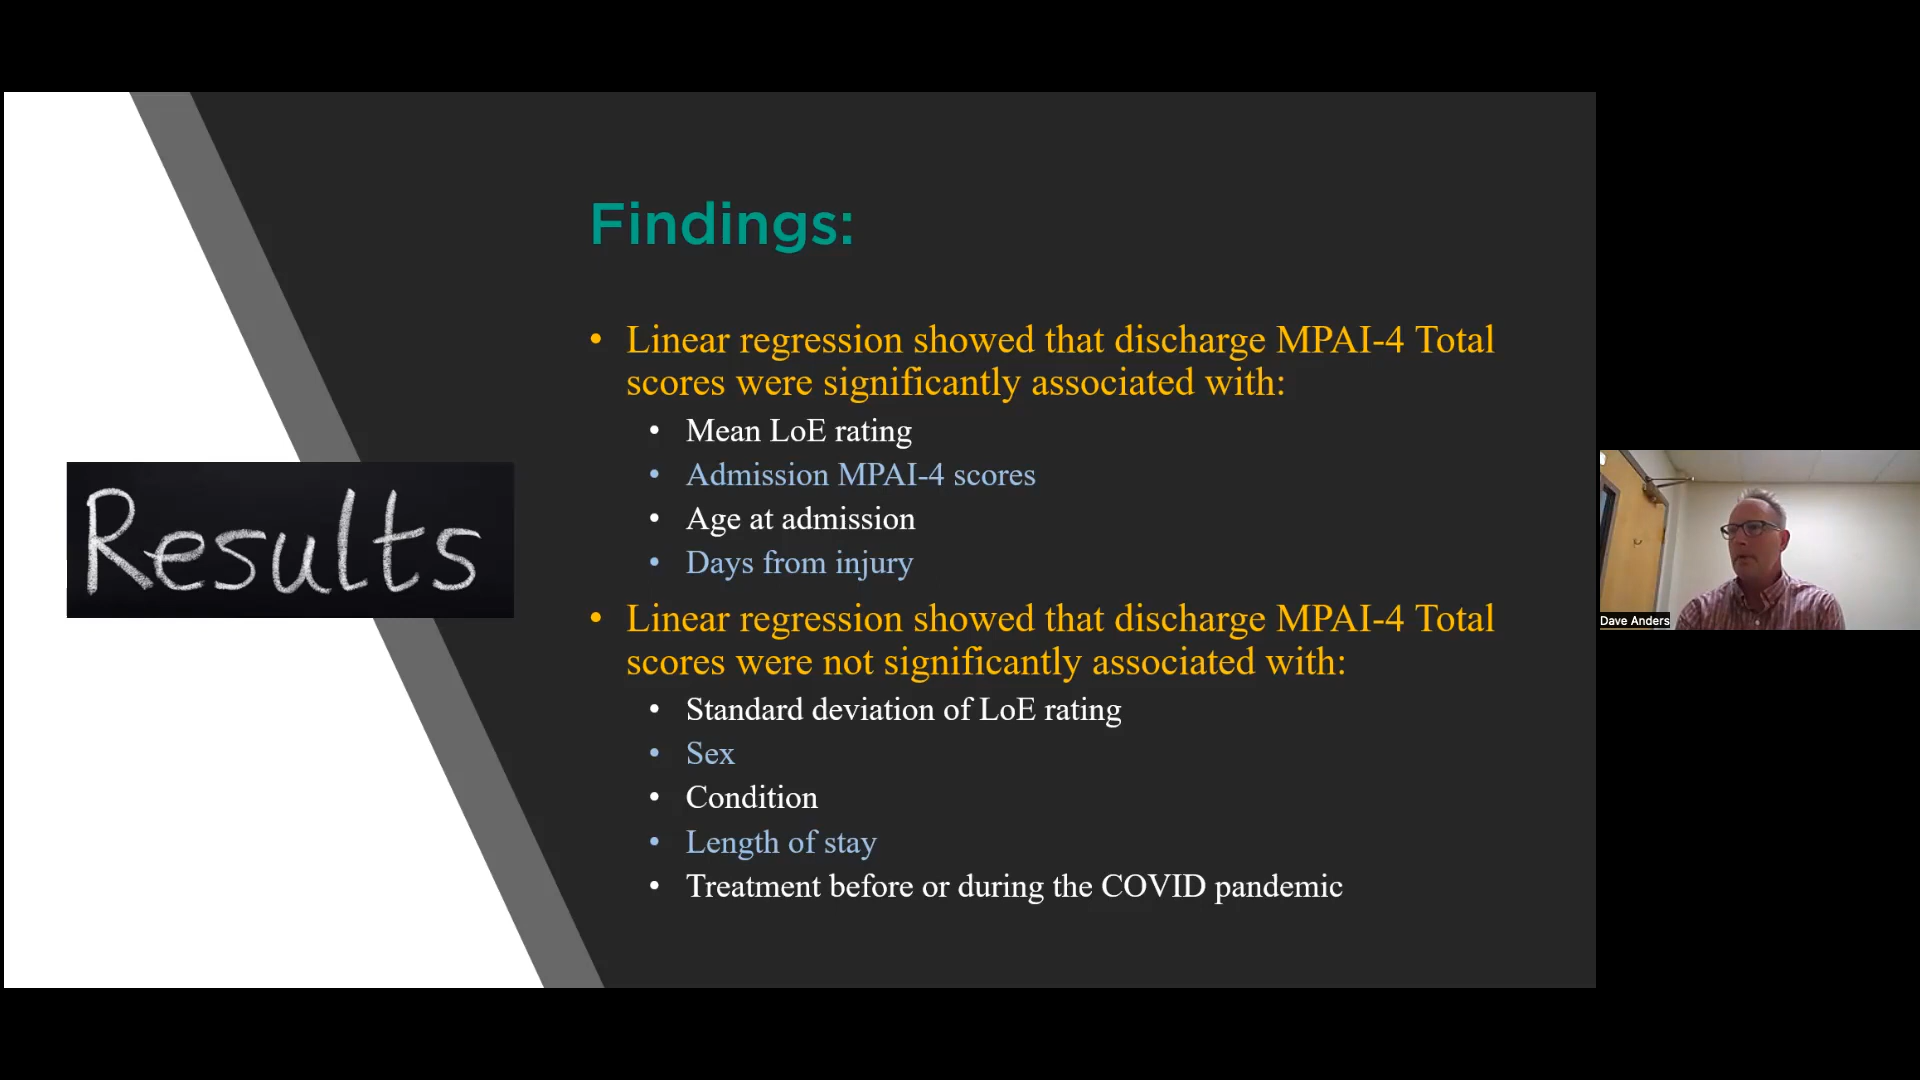 Results
Findings:
• Linear regression showed that discharge MPAI-4 Total
scores were significantly associated with:
• Mean LoE rating
• Admission MPAI-4 scores
• Age at admission
• Days from injury
• Linear regression showed that discharge MPAI-4 Total
scores were not significantly associated with:
• Standard deviation of LoE rating
• Sex
• Condition
• Length of stay
• Treatment before or during the COVID pandemic
Dave Anders